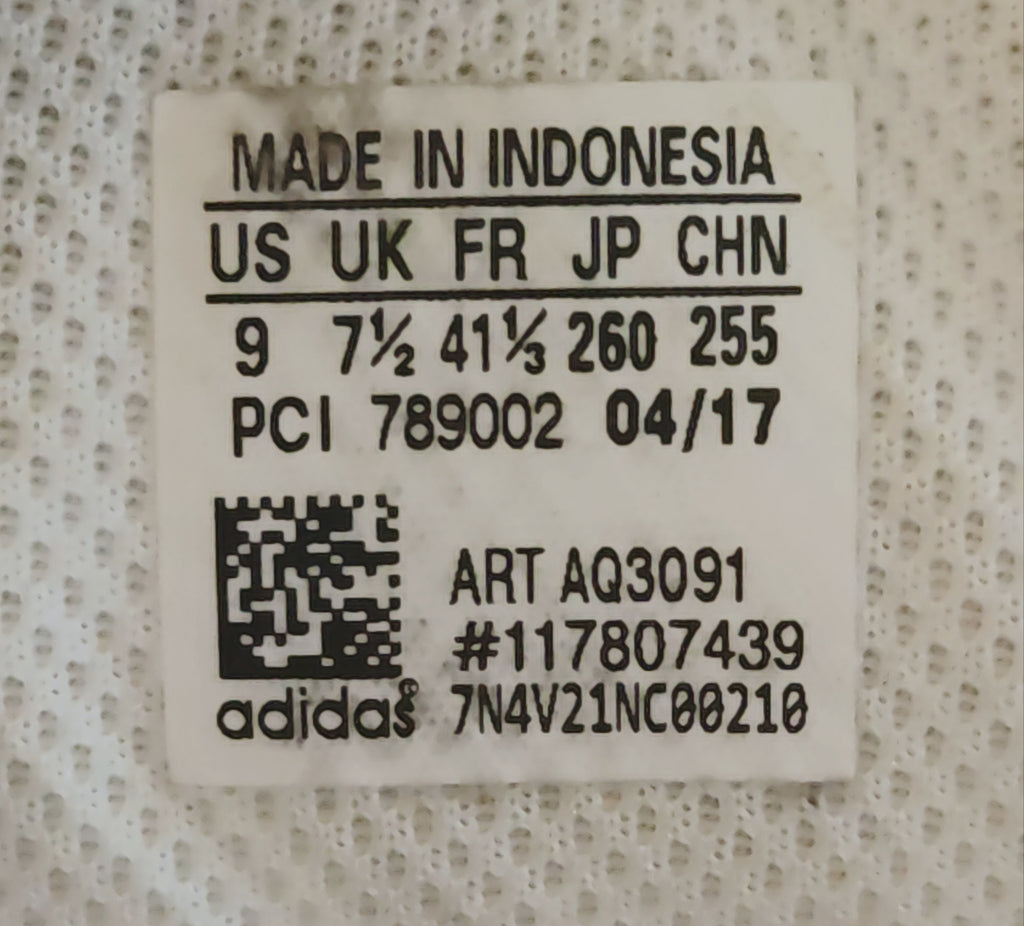 MADE IN INDONESIA
US UK FR JP CHN
9 7½ 41⅓ 260 255
PCI 789002 04/17
ART AQ3091
#117807439
adidas® 7N4V21NC00210